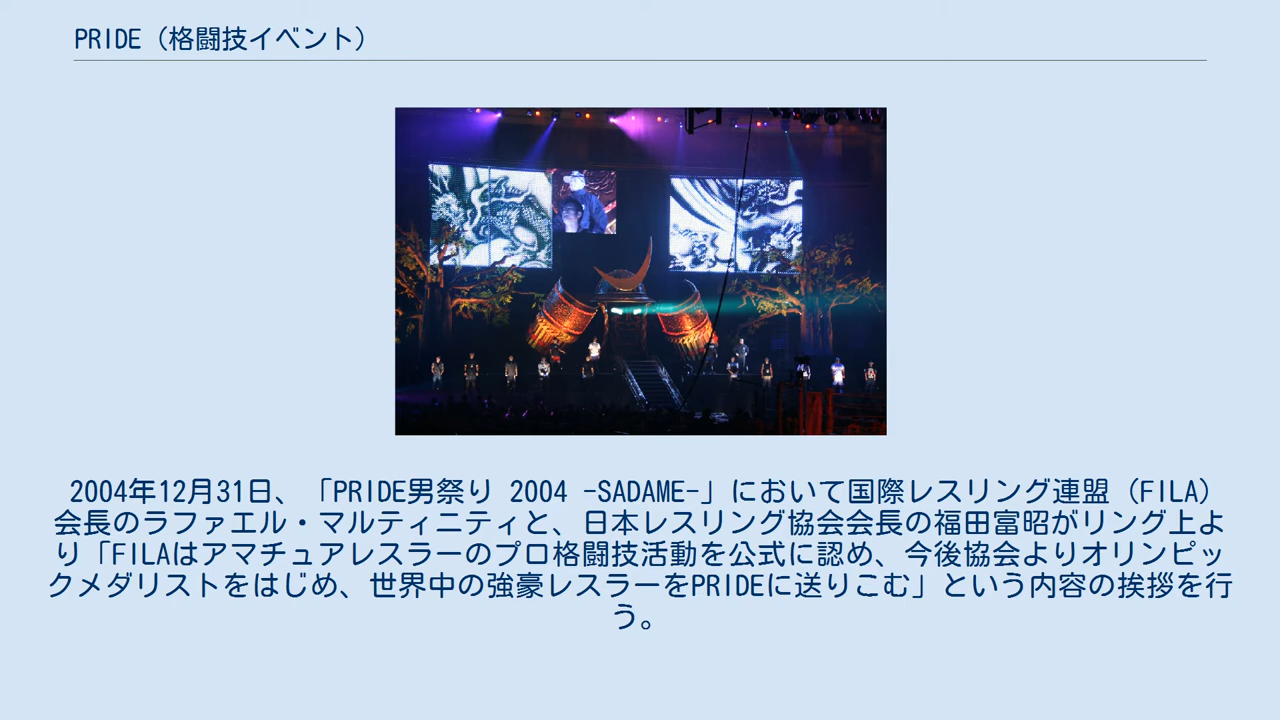 PRIDE（格闘技イベント）
2004年12月31日、「PRIDE男祭り 2004 -SADAME-」において国際レスリング連盟（FILA）
会長のラファエル・マルティニティと、日本レスリング協会会長の福田富昭がリング上よ
り「FILAはアマチュアレスラーのプロ格闘技活動を公式に認め、今後協会よりオリンピッ
クメダリストをはじめ、世界中の強豪レスラーをPRIDEに送りこむ」という内容の挨拶を行
う。